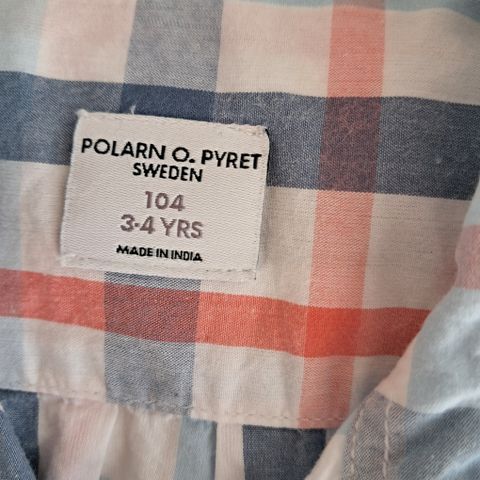 POLARN O. PYRET
SWEDEN
104
3-4 YRS
MADE IN INDIA